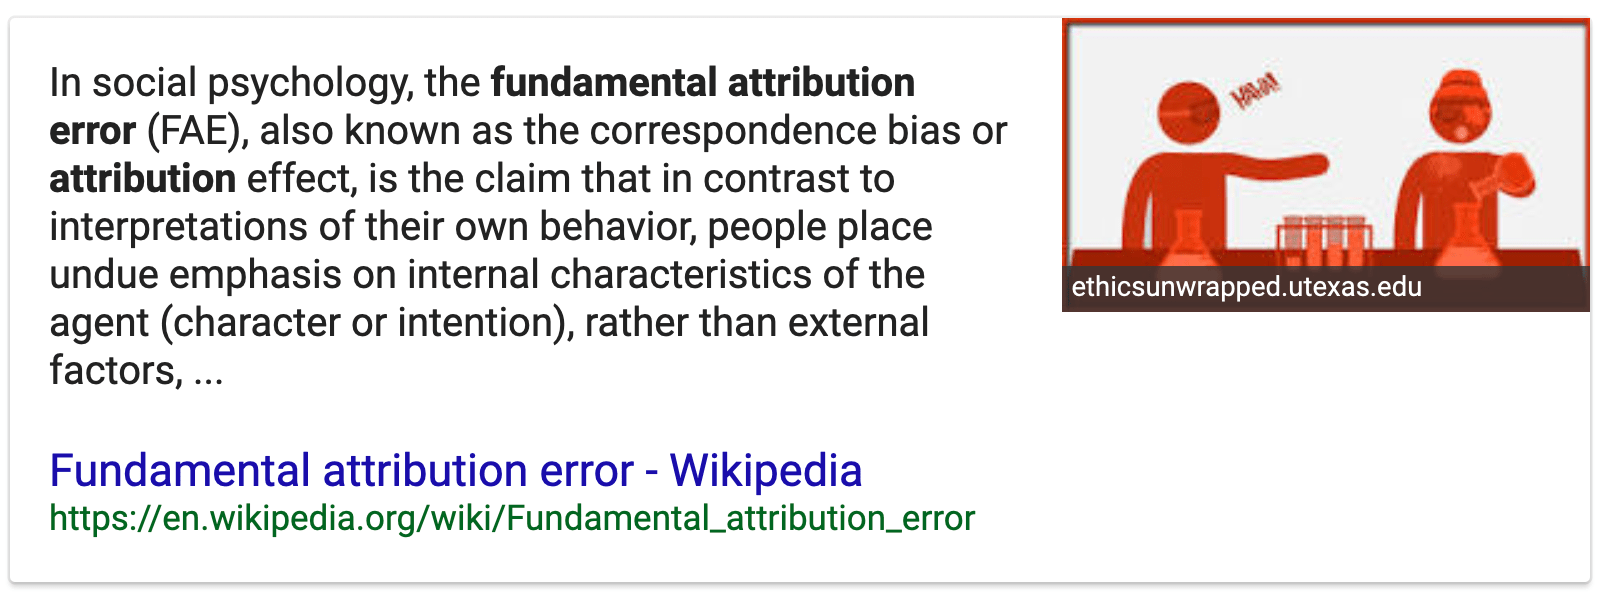 In social psychology, the fundamental attribution
error (FAE), also known as the correspondence bias or
attribution effect, is the claim that in contrast to
interpretations of their own behavior, people place
undue emphasis on internal characteristics of the
agent (character or intention), rather than external
factors, ...
Fundamental attribution error - Wikipedia
https://en.wikipedia.org/wiki/Fundamental_attribution_error
ethicsunwrapped.utexas.edu